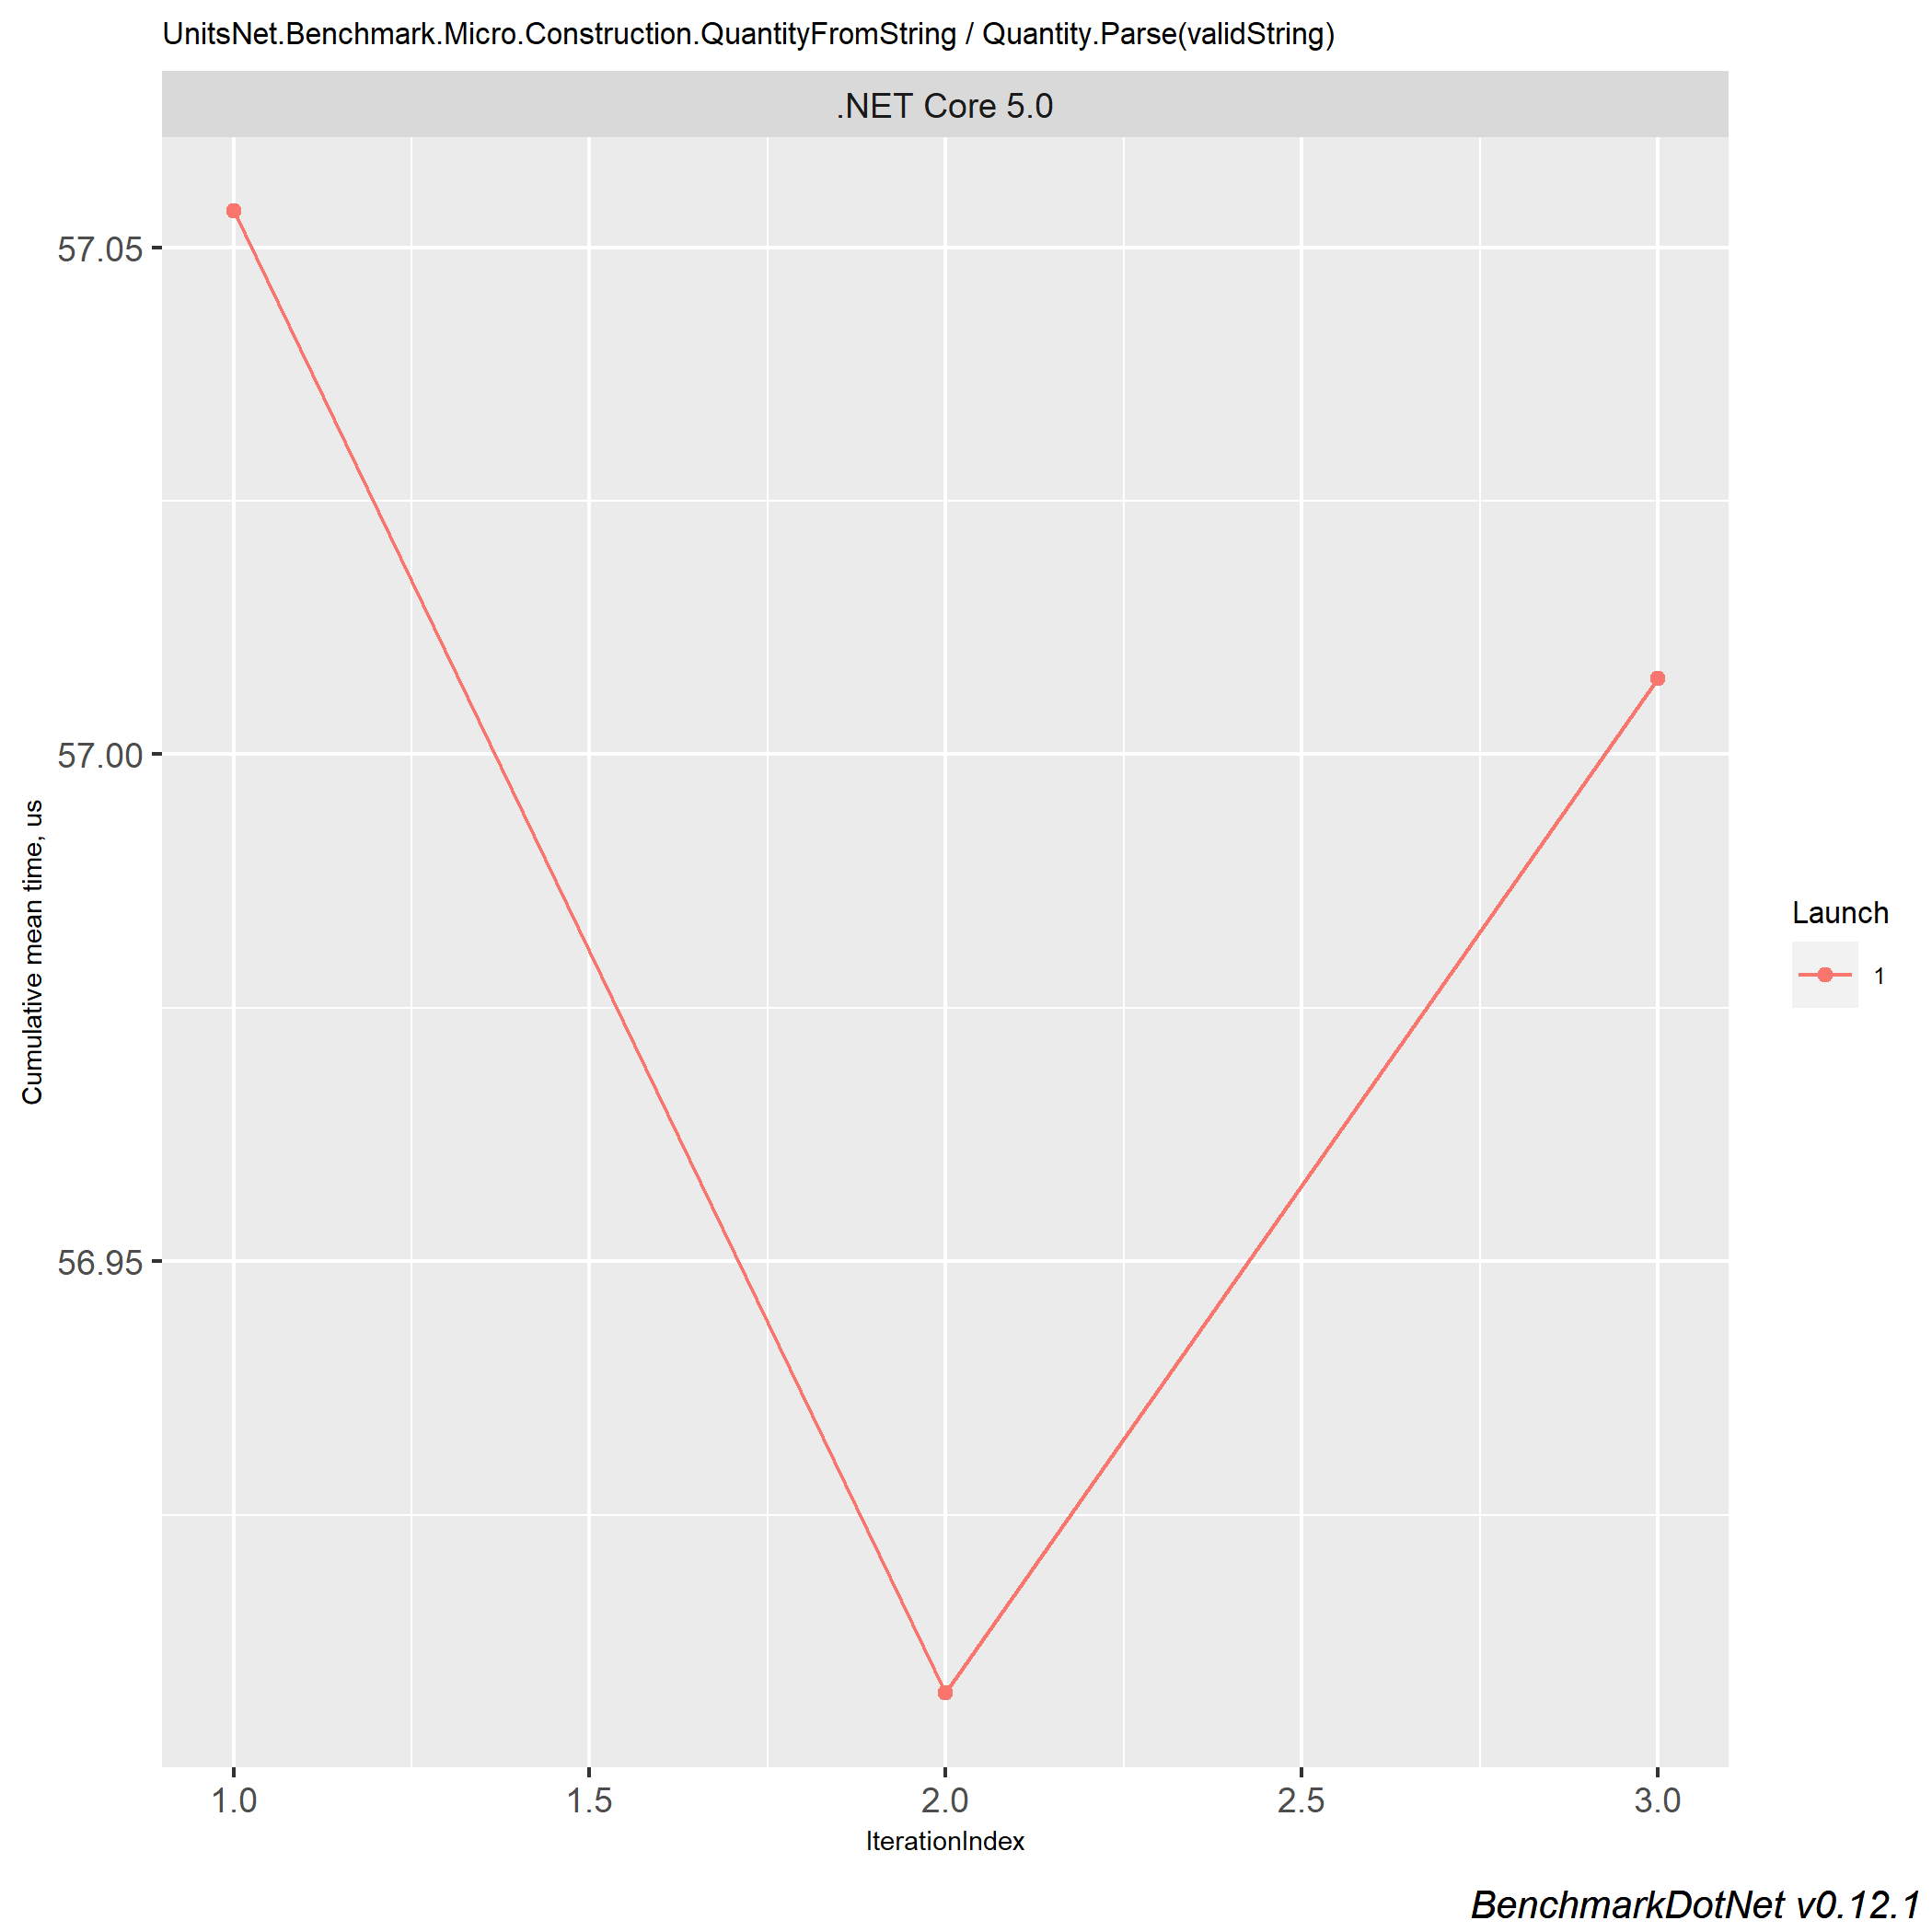 UnitsNet.Benchmark.Micro.Construction.QuantityFromString / Quantity.Parse(validString)
.NET Core 5.0
57.05
57.00
56.95
Cumulative mean time, us
1.0 1.5 2.0 2.5 3.0
IterationIndex
Launch
1
BenchmarkDotNet v0.12.1